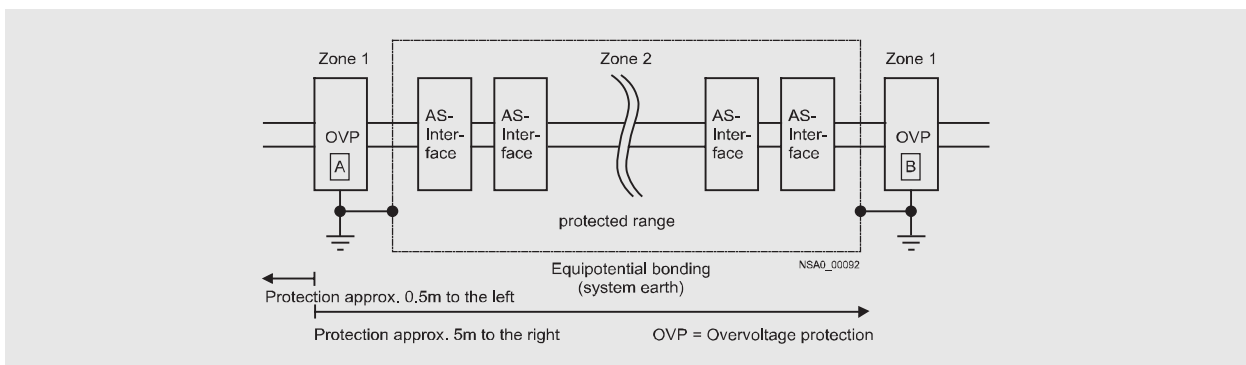 Zone 1
Zone 2
Zone 1
OVP
A
AS-
Inter-
face
AS-
Inter-
face
AS-
Inter-
face
AS-
Inter-
face
OVP
B
protected range
NSA0_00092
Equipotential bonding
(system earth)
Protection approx. 0.5m to the left
Protection approx. 5m to the right
OVP = Overvoltage protection